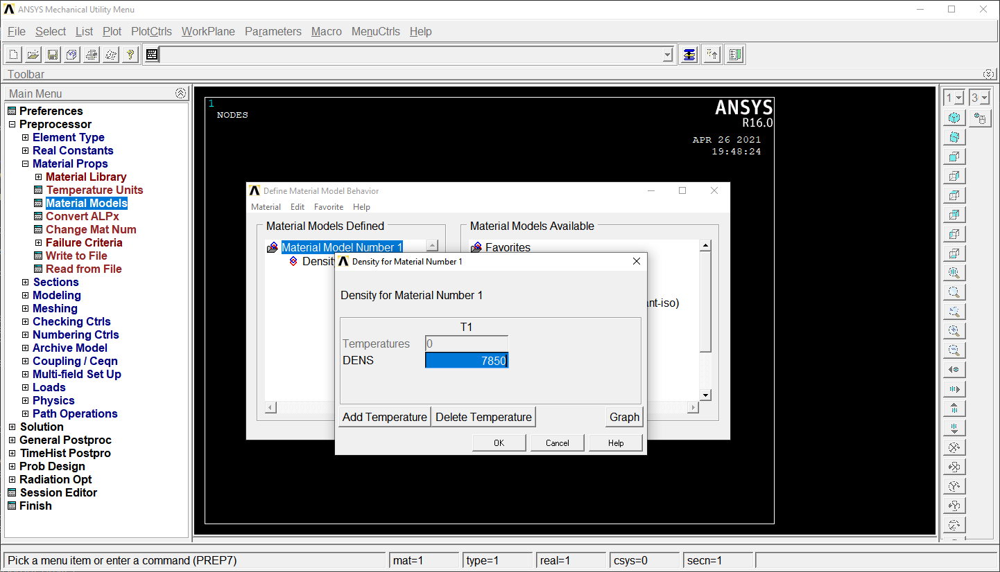 ANSYS Mechanical Utility Menu
File Select List Plot PlotCtrls WorkPlane Parameters Macro MenuCtrls Help
Toolbar
Main Menu
Preferences
Preprocessor
Element Type
Real Constants
Material Props
Material Library
Temperature Units
Material Models
Convert ALPx
Change Mat Num
Failure Criteria
Write to File
Read from File
Sections
Modeling
Meshing
Checking Ctrls
Numbering Ctrls
Archive Model
Coupling / Ceqn
Multi-field Set Up
Loads
Physics
Path Operations
Solution
General Postproc
TimeHist Postpro
Prob Design
Radiation Opt
Session Editor
Finish
1
NODES
ANSYS
R16.0
APR 26 2021
19:48:24
Define Material Model Behavior
Material Edit Favorite Help
Material Models Defined
Material Model Number 1
Density
Material Models Available
Favorites
ant-iso)
Density for Material Number 1
Density for Material Number 1
T1
Temperatures 0
DENS 7850
Add Temperature Delete Temperature Graph
OK Cancel Help
1 3
Pick a menu item or enter a command (PREP7) mat=1 type=1 real=1 csys=0 secn=1